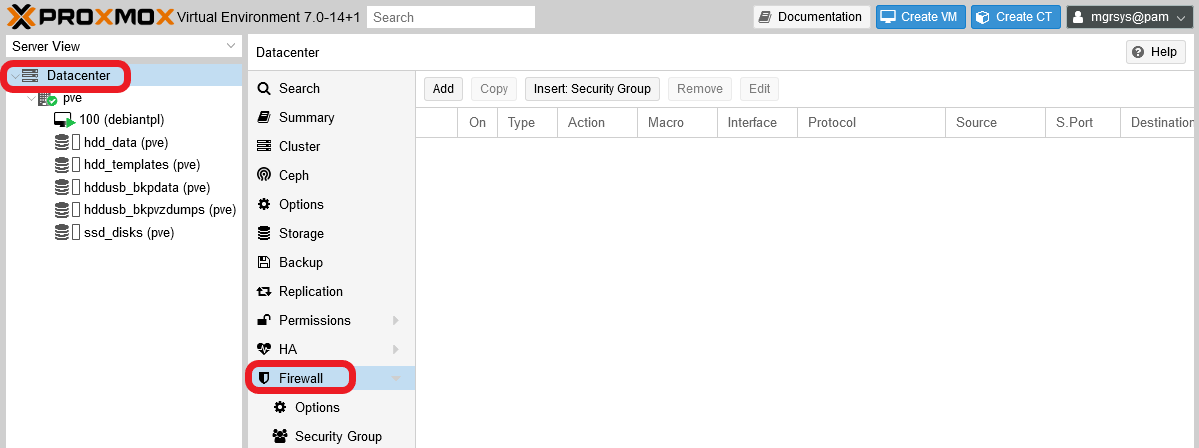 PROXMOX Virtual Environment 7.0-14+1 Search Documentation Create VM Create CT mgrsys@pam
Server View
Datacenter
pve
100 (debiantpl)
hdd_data (pve)
hdd_templates (pve)
hddusb_bkpdata (pve)
hddusb_bkpvzdumps (pve)
ssd_disks (pve)
Datacenter Help
Search
Summary
Cluster
Ceph
Options
Storage
Backup
Replication
Permissions
HA
Firewall
Options
Security Group
Add Copy Insert: Security Group Remove Edit
On Type Action Macro Interface Protocol Source S.Port Destination